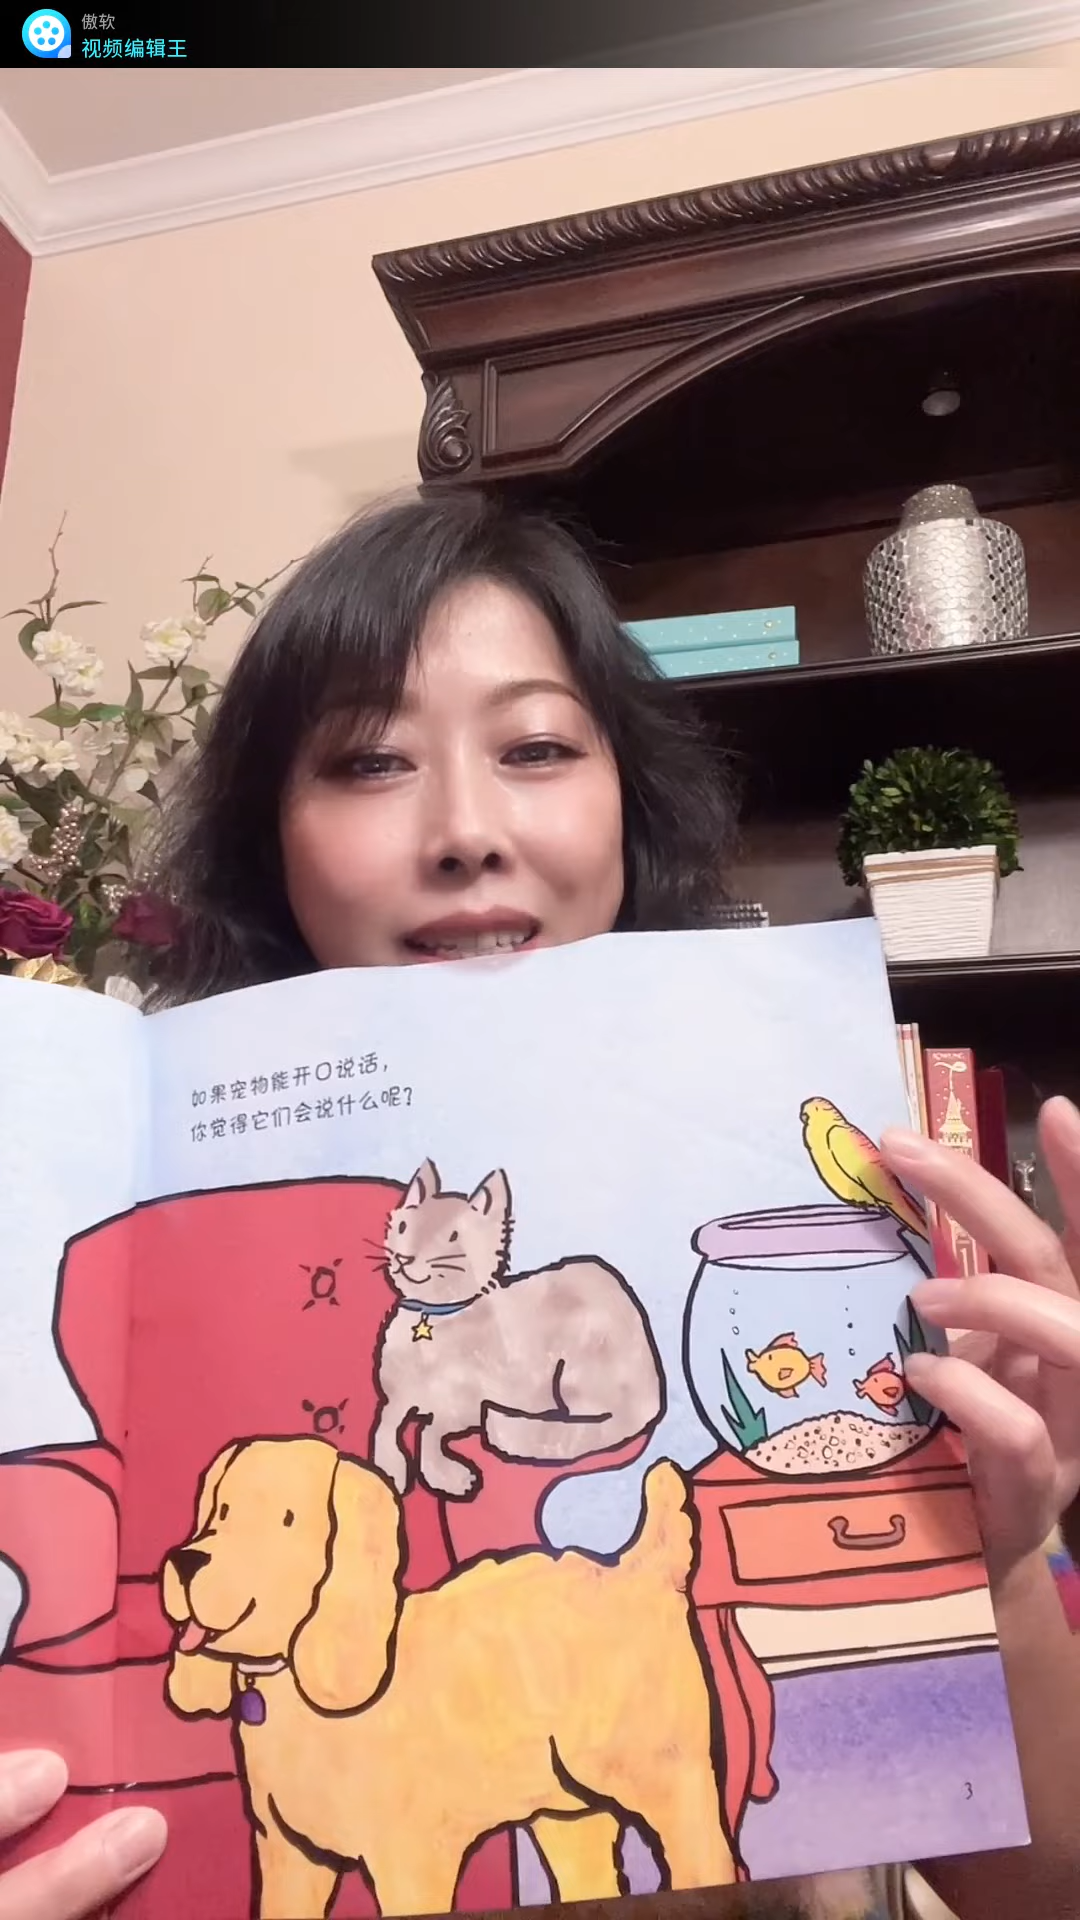 傲软
视频编辑王
如果宠物能开口说话，
你觉得它们会说什么呢？
3